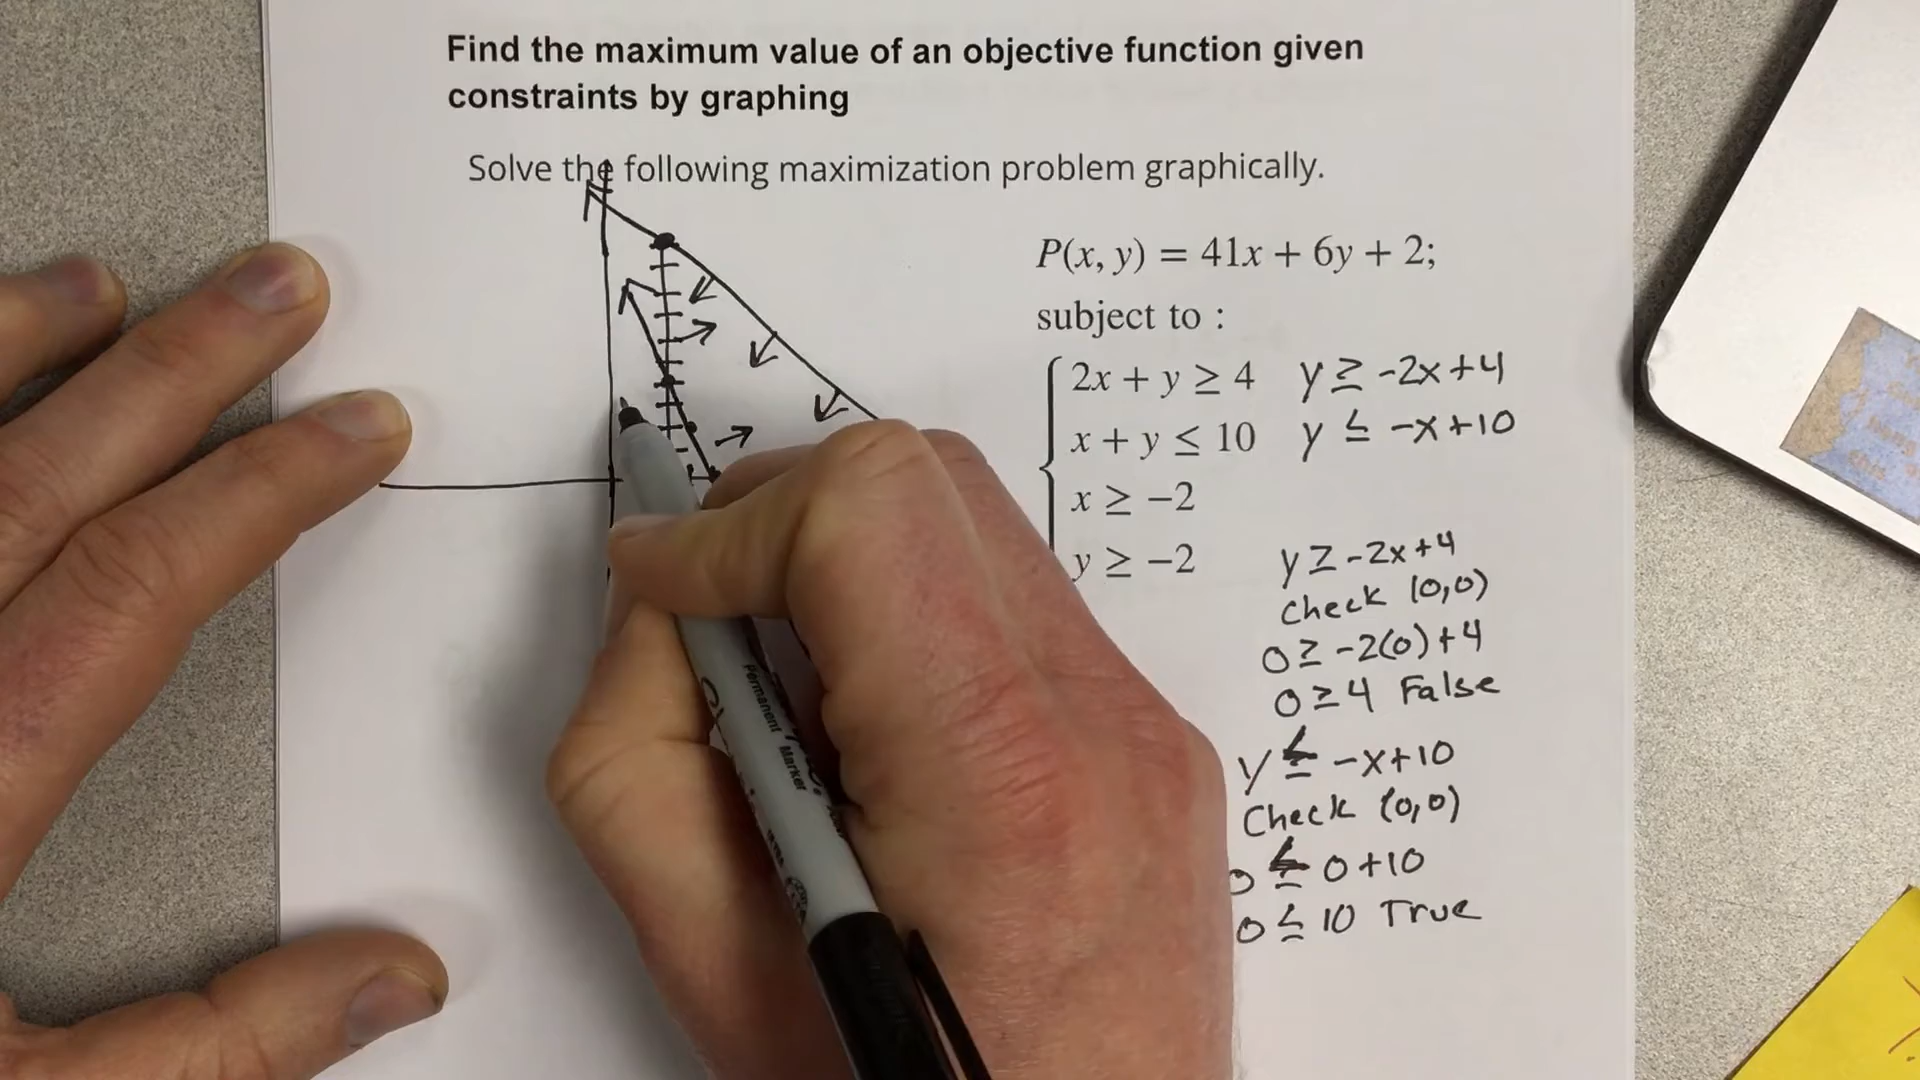 Find the maximum value of an objective function given
constraints by graphing
Solve the following maximization problem graphically.
P(x, y) = 41x + 6y + 2;
subject to :
2x + y ≥ 4 y ≥ -2x+4
x + y ≤ 10 y ≤ -x+10
x ≥ −2
y ≥ −2
y ≥ -2x+4
Check (0,0)
0 ≥ -2(0)+4
0 ≥ 4 False
y ≤ -x+10
Check (0,0)
0 ≤ 0+10
0 ≤ 10 True
Permanent Marker